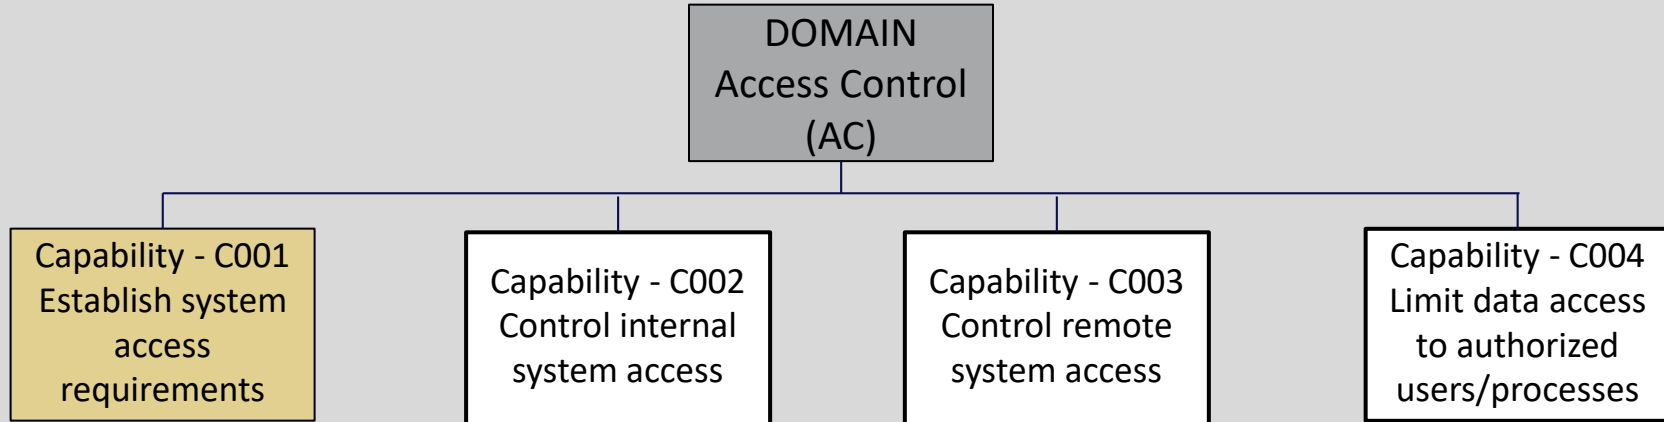 DOMAIN
Access Control
(AC)
Capability - C001
Establish system
access
requirements
Capability - C002
Control internal
system access
Capability - C003
Control remote
system access
Capability - C004
Limit data access
to authorized
users/processes